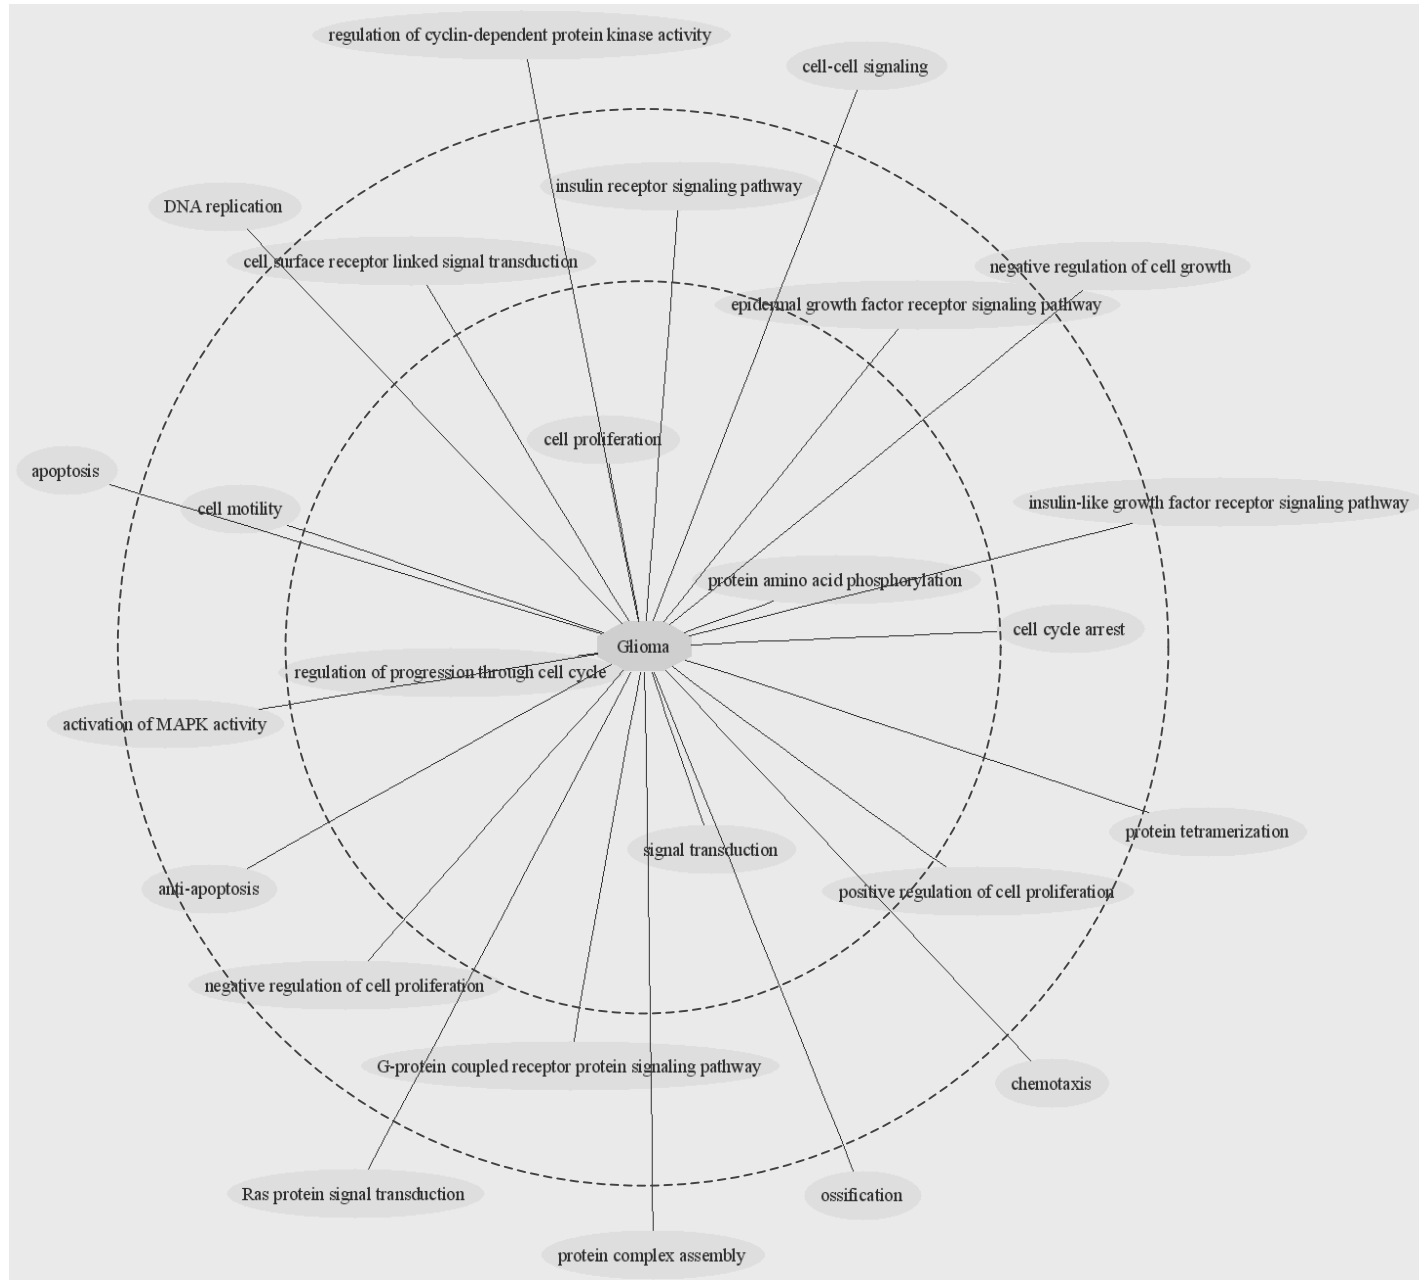 regulation of cyclin-dependent protein kinase activity
cell-cell signaling
insulin receptor signaling pathway
DNA replication
cell surface receptor linked signal transduction
negative regulation of cell growth
epidermal growth factor receptor signaling pathway
cell proliferation
apoptosis
cell motility
insulin-like growth factor receptor signaling pathway
protein amino acid phosphorylation
cell cycle arrest
Glioma
regulation of progression through cell cycle
activation of MAPK activity
protein tetramerization
signal transduction
anti-apoptosis
positive regulation of cell proliferation
negative regulation of cell proliferation
G-protein coupled receptor protein signaling pathway
chemotaxis
Ras protein signal transduction
ossification
protein complex assembly